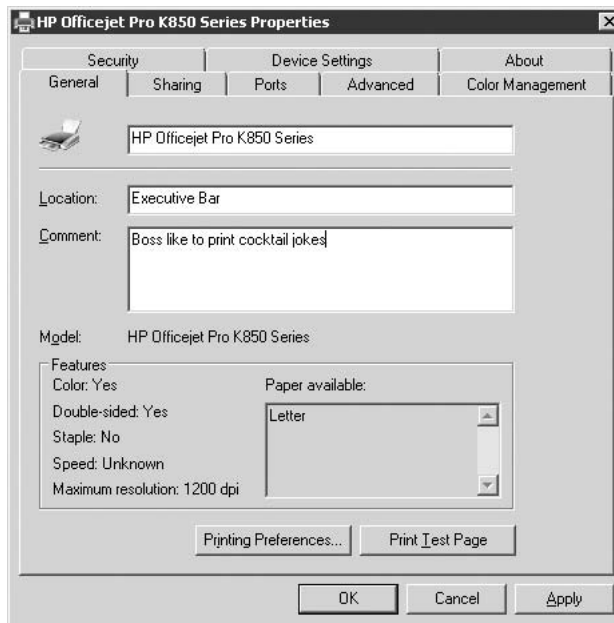 HP Officejet Pro K850 Series Properties
Security Device Settings About
General Sharing Ports Advanced Color Management
HP Officejet Pro K850 Series
Location: Executive Bar
Comment: Boss like to print cocktail jokes
Model: HP Officejet Pro K850 Series
Features
Color: Yes Paper available:
Double-sided: Yes Letter
Staple: No
Speed: Unknown
Maximum resolution: 1200 dpi
Printing Preferences... Print Test Page
OK Cancel Apply